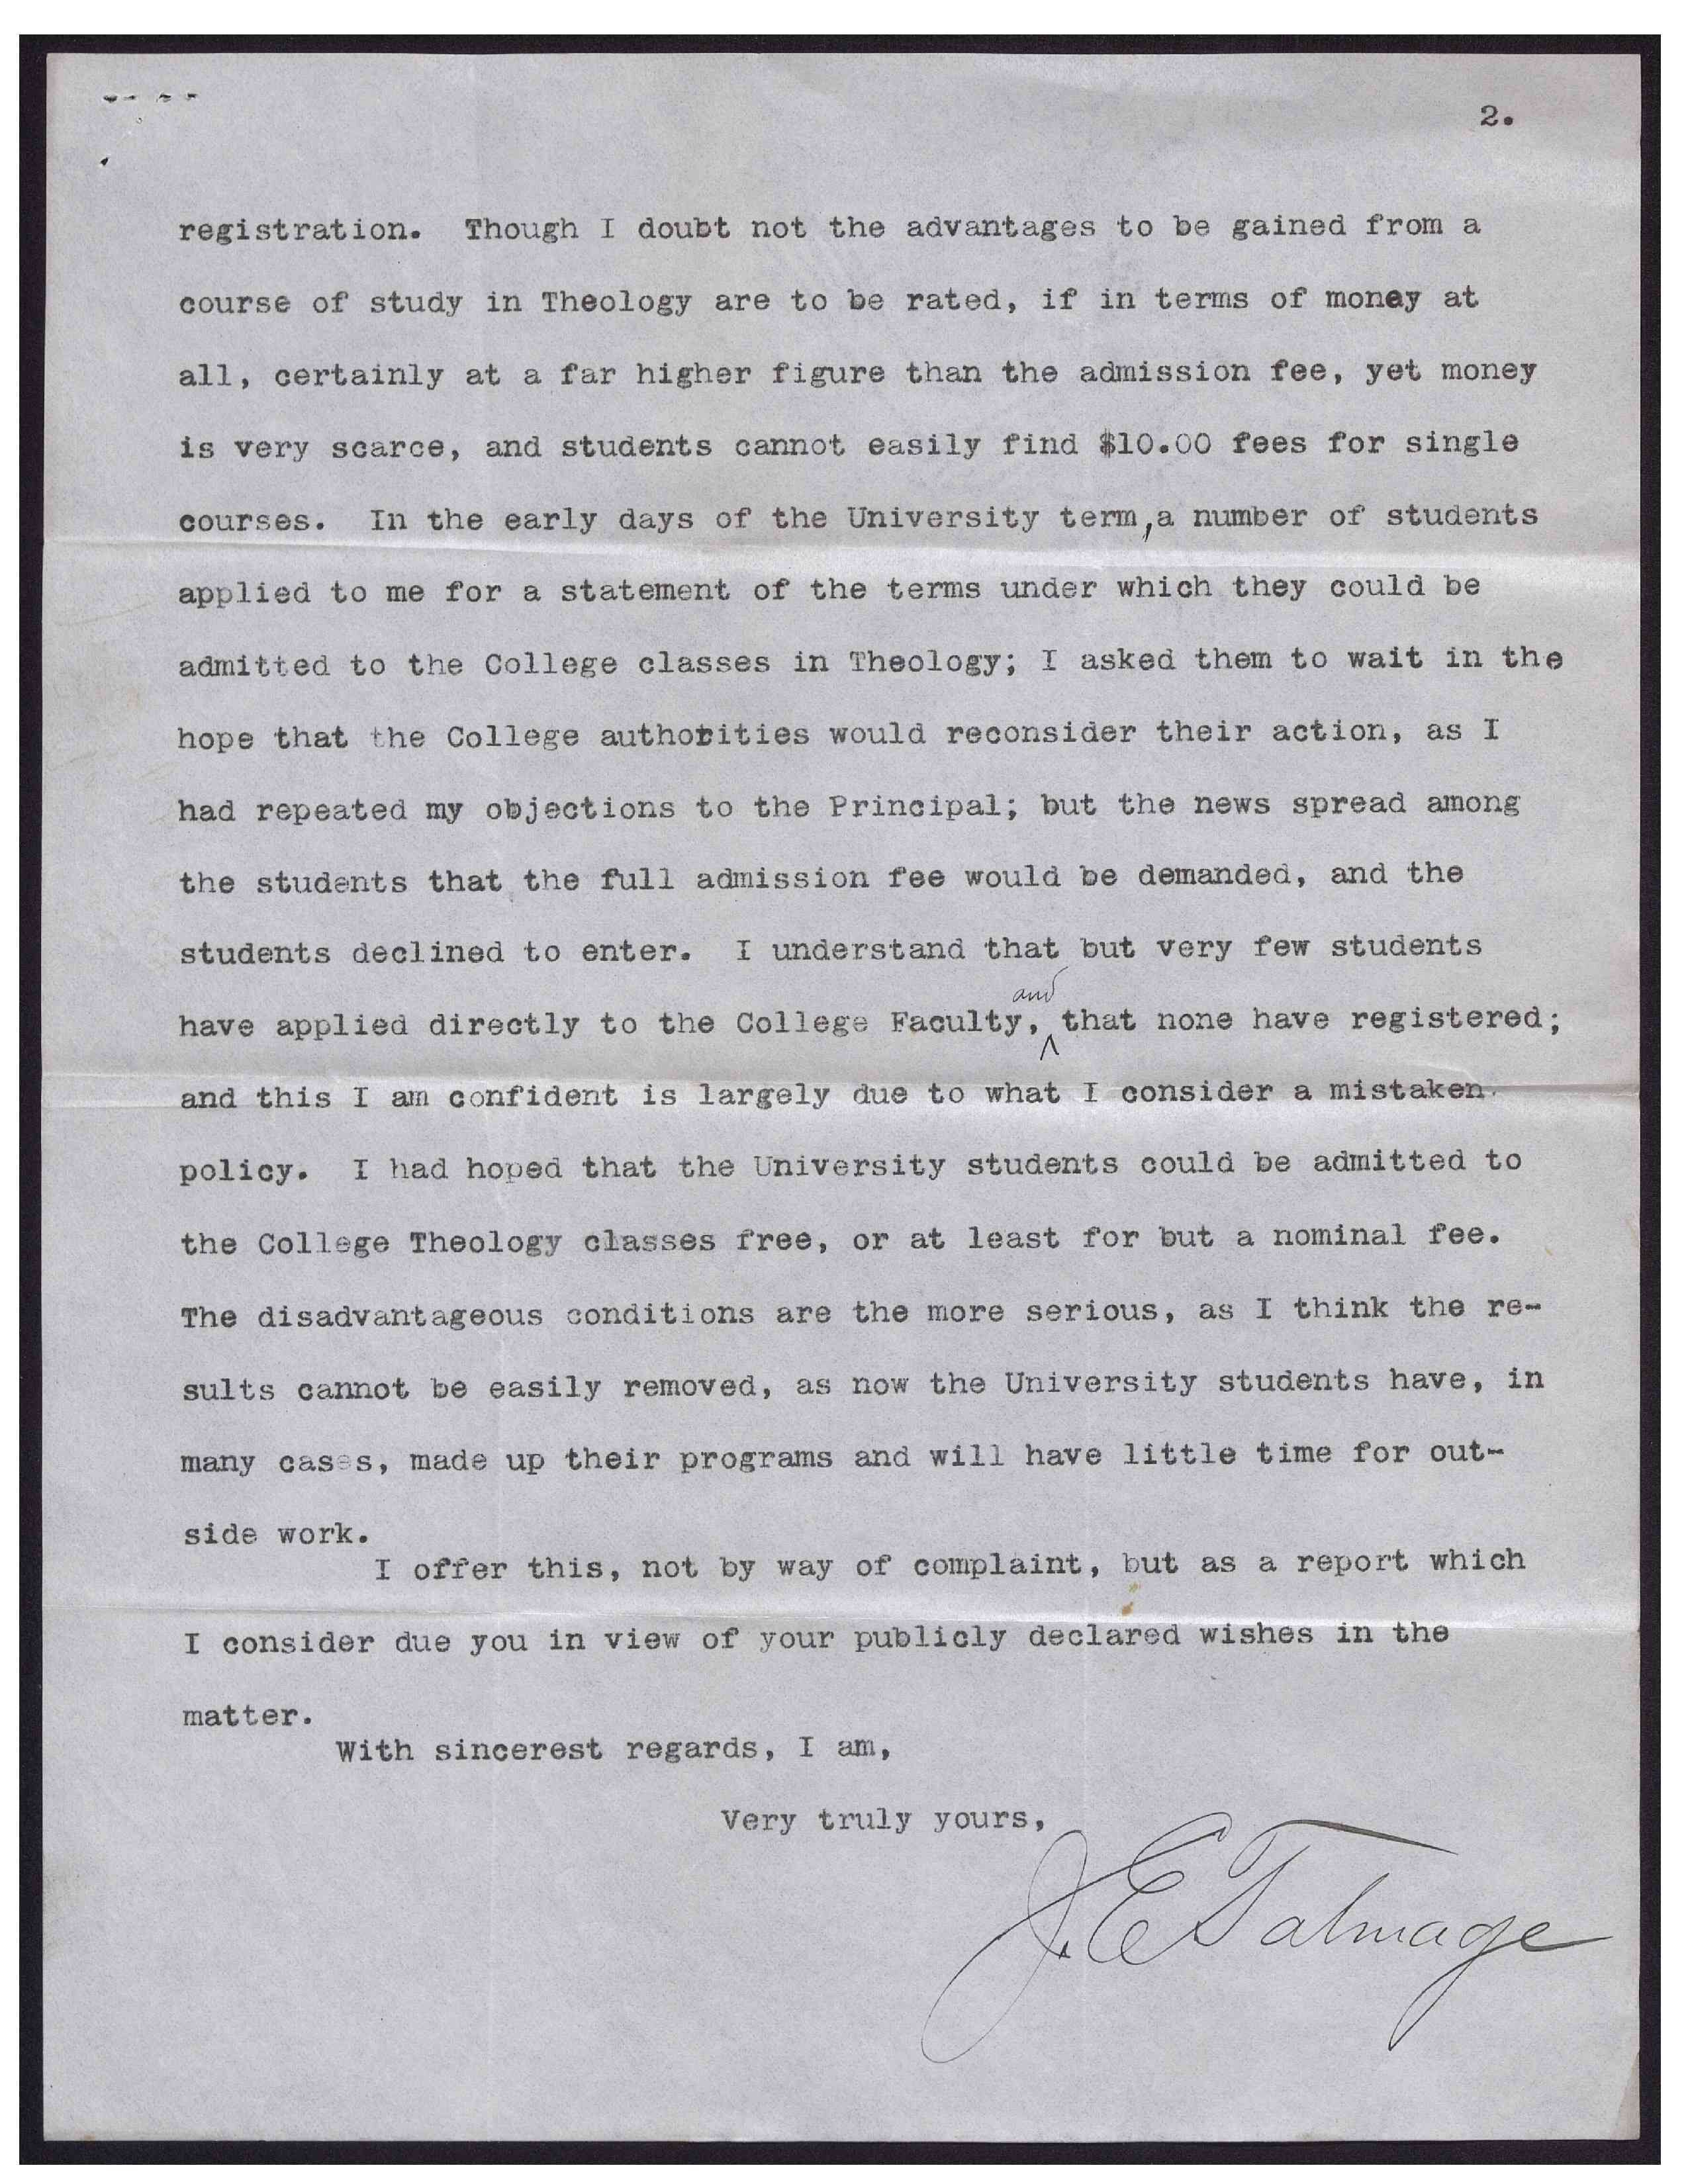 2.
registration. Though I doubt not the advantages to be gained from a
course of study in Theology are to be rated, if in terms of money at
all, certainly at a far higher figure than the admission fee, yet money
is very scarce, and students cannot easily find $10.00 fees for single
courses. In the early days of the University term, a number of students
applied to me for a statement of the terms under which they could be
admitted to the College classes in Theology; I asked them to wait in the
hope that the College authorities would reconsider their action, as I
had repeated my objections to the Principal; but the news spread among
the students that the full admission fee would be demanded, and the
students declined to enter. I understand that but very few students
have applied directly to the College Faculty, and that none have registered;
and this I am confident is largely due to what I consider a mistaken
policy. I had hoped that the University students could be admitted to
the College Theology classes free, or at least for but a nominal fee.
The disadvantageous conditions are the more serious, as I think the re-
sults cannot be easily removed, as now the University students have, in
many cases, made up their programs and will have little time for out-
side work.
I offer this, not by way of complaint, but as a report which
I consider due you in view of your publicly declared wishes in the
matter.
With sincerest regards, I am,
Very truly yours,
J. E. Talmage